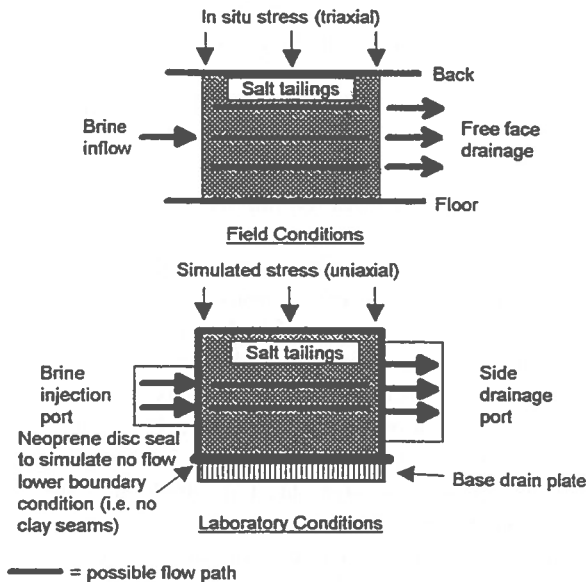 In situ stress (triaxial)
Back
Salt tailings
Brine
inflow
Free face
drainage
Floor
Field Conditions
Simulated stress (uniaxial)
Salt tailings
Brine
injection
port
Side
drainage
port
Neoprene disc seal
to simulate no flow
lower boundary
condition (i.e. no
clay seams)
Base drain plate
Laboratory Conditions
= possible flow path